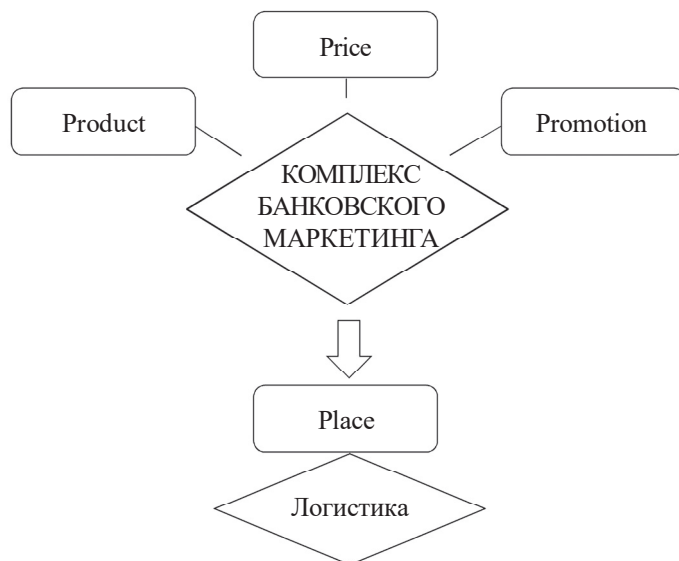 Price
Product
Promotion
КОМПЛЕКС
БАНКОВСКОГО
МАРКЕТИНГА
Place
Логистика